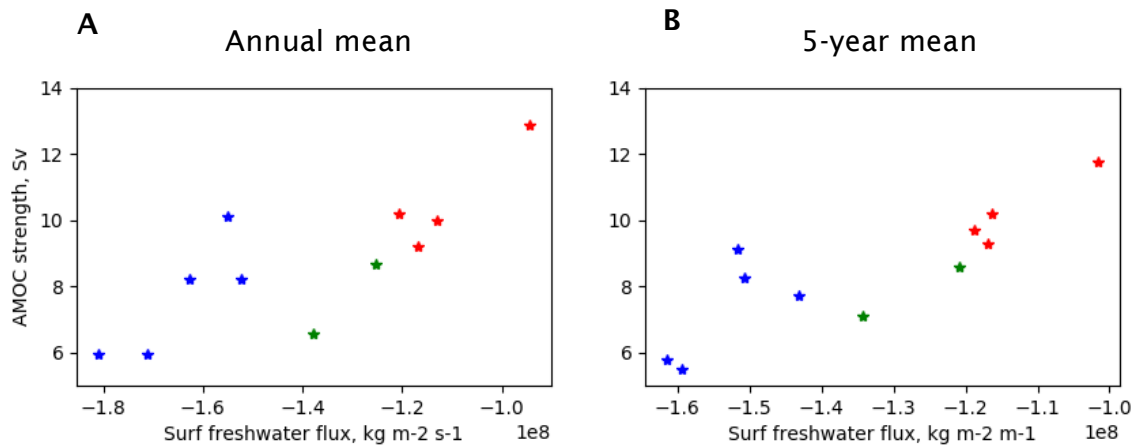 A
Annual mean
14
12
10
8
6
AMOC strength, Sv
−1.8
−1.6
−1.4
−1.2
−1.0
Surf freshwater flux, kg m-2 s-1
1e8
B
5-year mean
14
12
10
8
6
−1.6
−1.5
−1.4
−1.3
−1.2
−1.1
−1.0
Surf freshwater flux, kg m-2 m-1
1e8